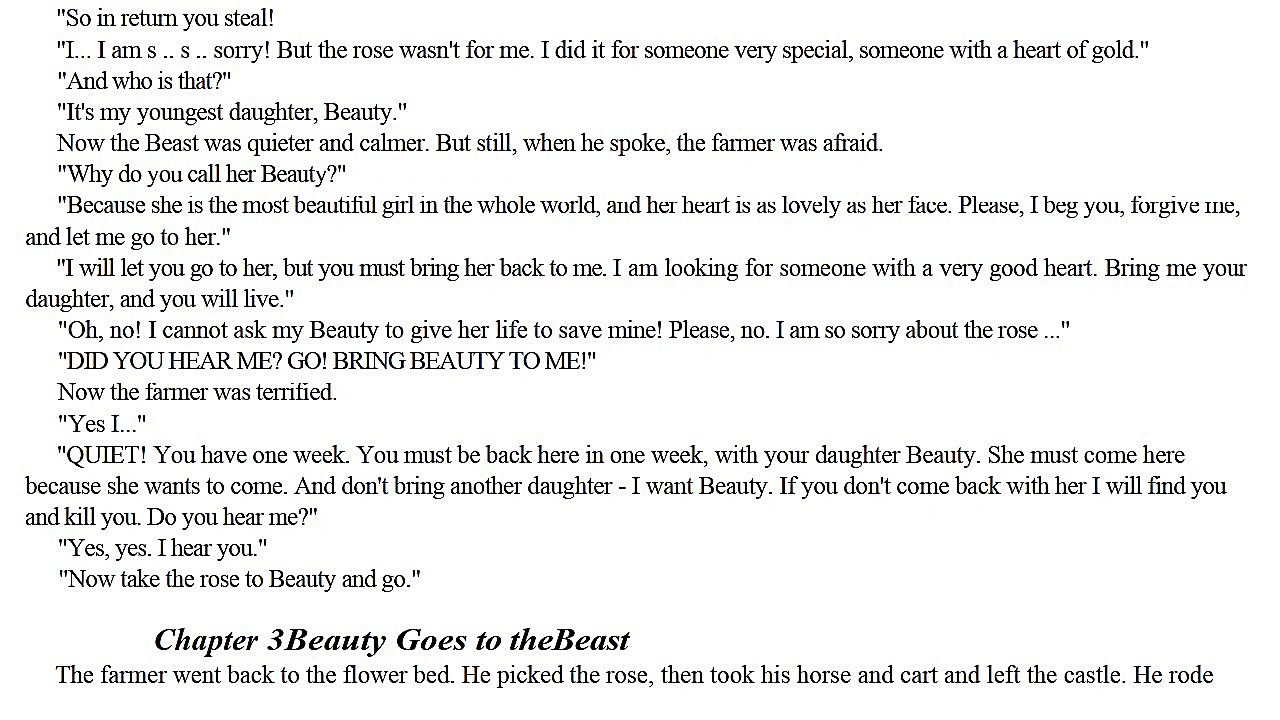 "So in return you steal!
"I... I am s .. s .. sorry! But the rose wasn't for me. I did it for someone very special, someone with a heart of gold."
"And who is that?"
"It's my youngest daughter, Beauty."
Now the Beast was quieter and calmer. But still, when he spoke, the farmer was afraid.
"Why do you call her Beauty?"
"Because she is the most beautiful girl in the whole world, and her heart is as lovely as her face. Please, I beg you, forgive me,
and let me go to her."
"I will let you go to her, but you must bring her back to me. I am looking for someone with a very good heart. Bring me your
daughter, and you will live."
"Oh, no! I cannot ask my Beauty to give her life to save mine! Please, no. I am so sorry about the rose ..."
"DID YOU HEAR ME? GO! BRING BEAUTY TO ME!"
Now the farmer was terrified.
"Yes I..."
"QUIET! You have one week. You must be back here in one week, with your daughter Beauty. She must come here
because she wants to come. And don't bring another daughter - I want Beauty. If you don't come back with her I will find you
and kill you. Do you hear me?"
"Yes, yes. I hear you."
"Now take the rose to Beauty and go."
Chapter 3Beauty Goes to theBeast
The farmer went back to the flower bed. He picked the rose, then took his horse and cart and left the castle. He rode